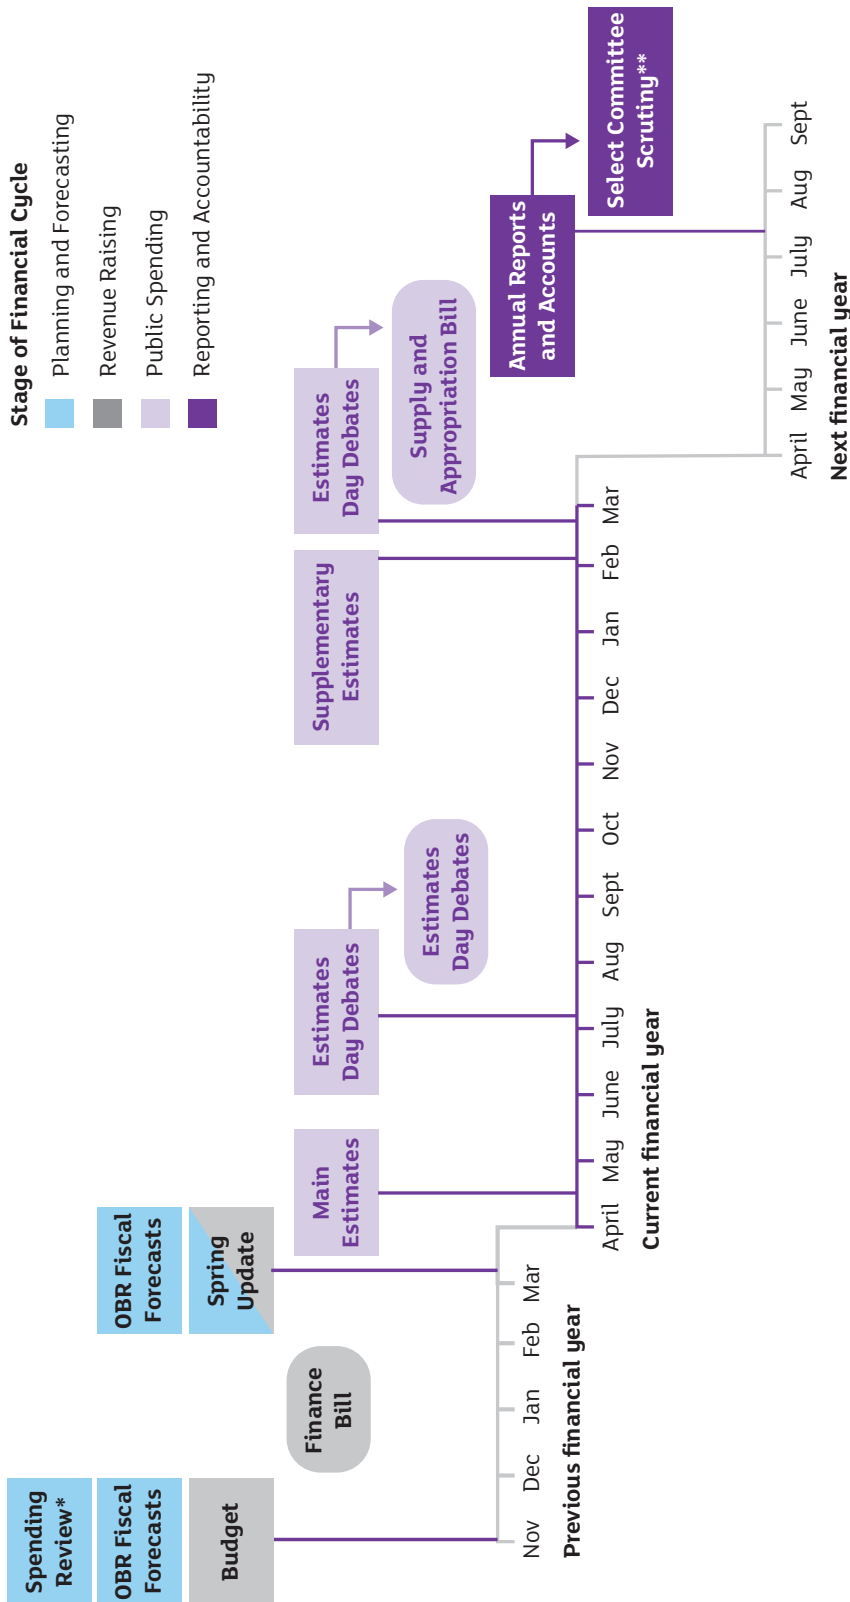 Stage of Financial Cycle
Planning and Forecasting
Revenue Raising
Public Spending
Reporting and Accountability
Spending
Review*
OBR Fiscal
Forecasts
Budget
Finance
Bill
OBR Fiscal
Forecasts
Spring
Update
Main
Estimates
Estimates
Day Debates
Estimates
Day Debates
Supplementary
Estimates
Estimates
Day Debates
Supply and
Appropriation Bill
Annual Reports
and Accounts
Select Committee
Scrutiny**
Nov Dec Jan Feb Mar
Previous financial year
April May June July Aug Sept Oct Nov Dec Jan Feb Mar
Current financial year
April May June July Aug Sept
Next financial year